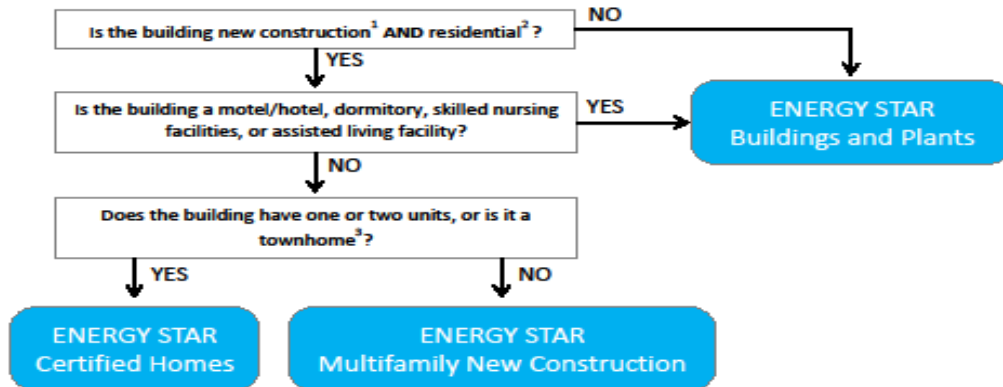 Is the building new construction¹ AND residential² ?
NO
YES
Is the building a motel/hotel, dormitory, skilled nursing
facilities, or assisted living facility?
YES
ENERGY STAR
Buildings and Plants
NO
Does the building have one or two units, or is it a
townhome³?
YES
NO
ENERGY STAR
Certified Homes
ENERGY STAR
Multifamily New Construction